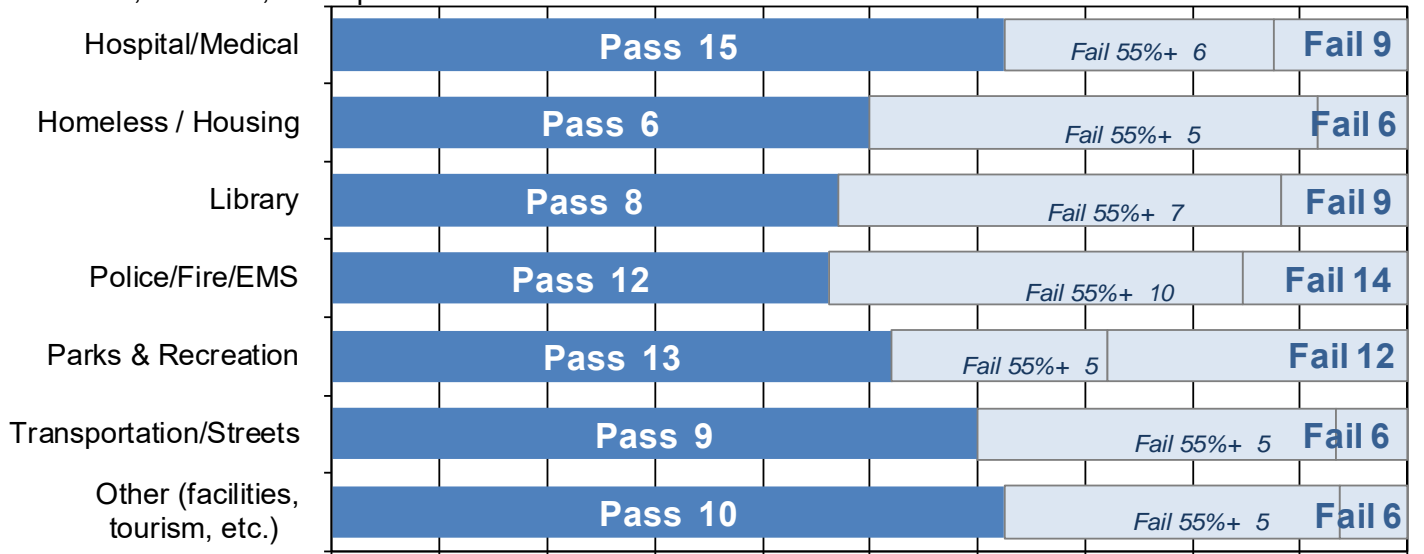 Hospital/Medical
Pass 15
Fail 55%+ 6
Fail 9
Homeless / Housing
Pass 6
Fail 55%+ 5
Fail 6
Library
Pass 8
Fail 55%+ 7
Fail 9
Police/Fire/EMS
Pass 12
Fail 55%+ 10
Fail 14
Parks & Recreation
Pass 13
Fail 55%+ 5
Fail 12
Transportation/Streets
Pass 9
Fail 55%+ 5
Fail 6
Other (facilities,
tourism, etc.)
Pass 10
Fail 55%+ 5
Fail 6